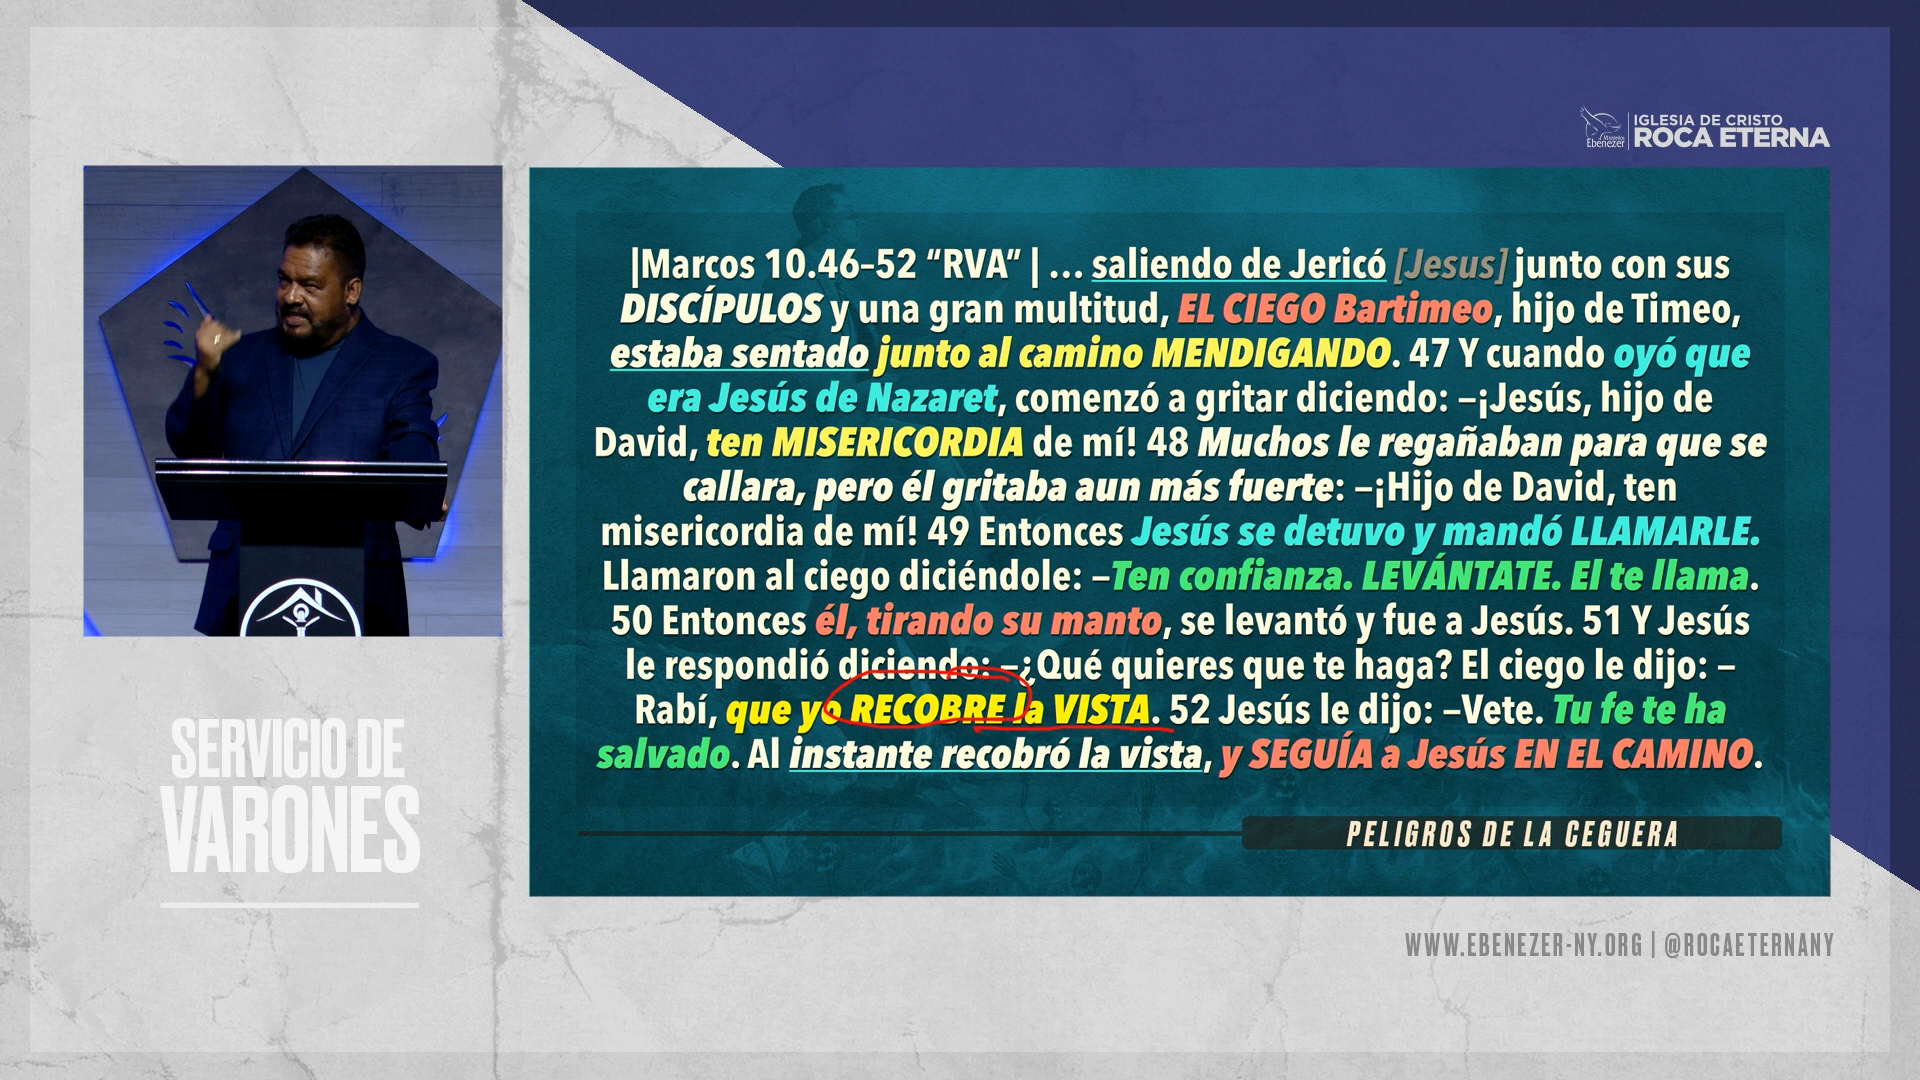 IGLESIA DE CRISTO
ROCA ETERNA
Ministerios
Ebenezer
|Marcos 10.46–52 “RVA” | … saliendo de Jericó [Jesus] junto con sus
DISCÍPULOS y una gran multitud, EL CIEGO Bartimeo, hijo de Timeo,
estaba sentado junto al camino MENDIGANDO. 47 Y cuando oyó que
era Jesús de Nazaret, comenzó a gritar diciendo: –¡Jesús, hijo de
David, ten MISERICORDIA de mí! 48 Muchos le regañaban para que se
callara, pero él gritaba aun más fuerte: –¡Hijo de David, ten
misericordia de mí! 49 Entonces Jesús se detuvo y mandó LLAMARLE.
Llamaron al ciego diciéndole: –Ten confianza. LEVÁNTATE. El te llama.
50 Entonces él, tirando su manto, se levantó y fue a Jesús. 51 Y Jesús
le respondió diciendo: –¿Qué quieres que te haga? El ciego le dijo: –
Rabí, que yo RECOBRE la VISTA. 52 Jesús le dijo: –Vete. Tu fe te ha
salvado. Al instante recobró la vista, y SEGUÍA a Jesús EN EL CAMINO.
PELIGROS DE LA CEGUERA
SERVICIO DE
VARONES
WWW.EBENEZER-NY.ORG | @ROCAETERNANY